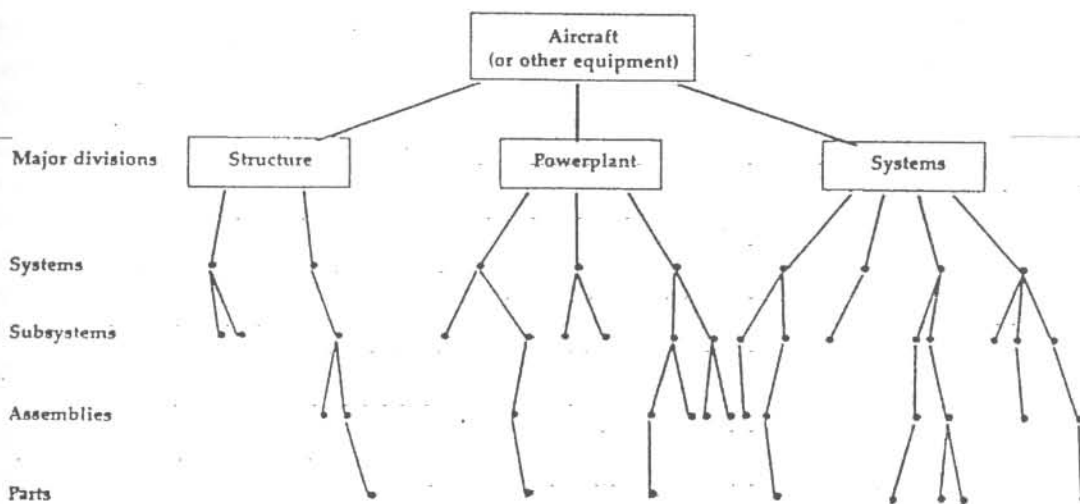 Aircraft
(or other equipment)
Major divisions
Structure
Powerplant
Systems
Systems
Subsystems
Assemblies
Parts